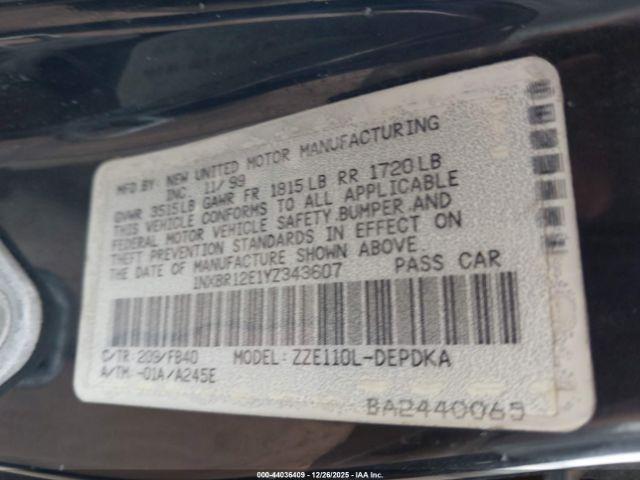 MFD BY: NEW UNITED MOTOR MANUFACTURING
INC 11/99
GVWR 3515LB GAWR FR 1815LB RR 1720LB
THIS VEHICLE CONFORMS TO ALL APPLICABLE
FEDERAL MOTOR VEHICLE SAFETY, BUMPER, AND
THEFT PREVENTION STANDARDS IN EFFECT ON
THE DATE OF MANUFACTURE SHOWN ABOVE.
1NXBR12E1YZ343607 PASS CAR
C/TR: 209/FB40 MODEL: ZZE110L-DEPDKA
A/TM: -01A/A245E
BA2440065
-000-44036409 - 12/26/2025 - IAA Inc.